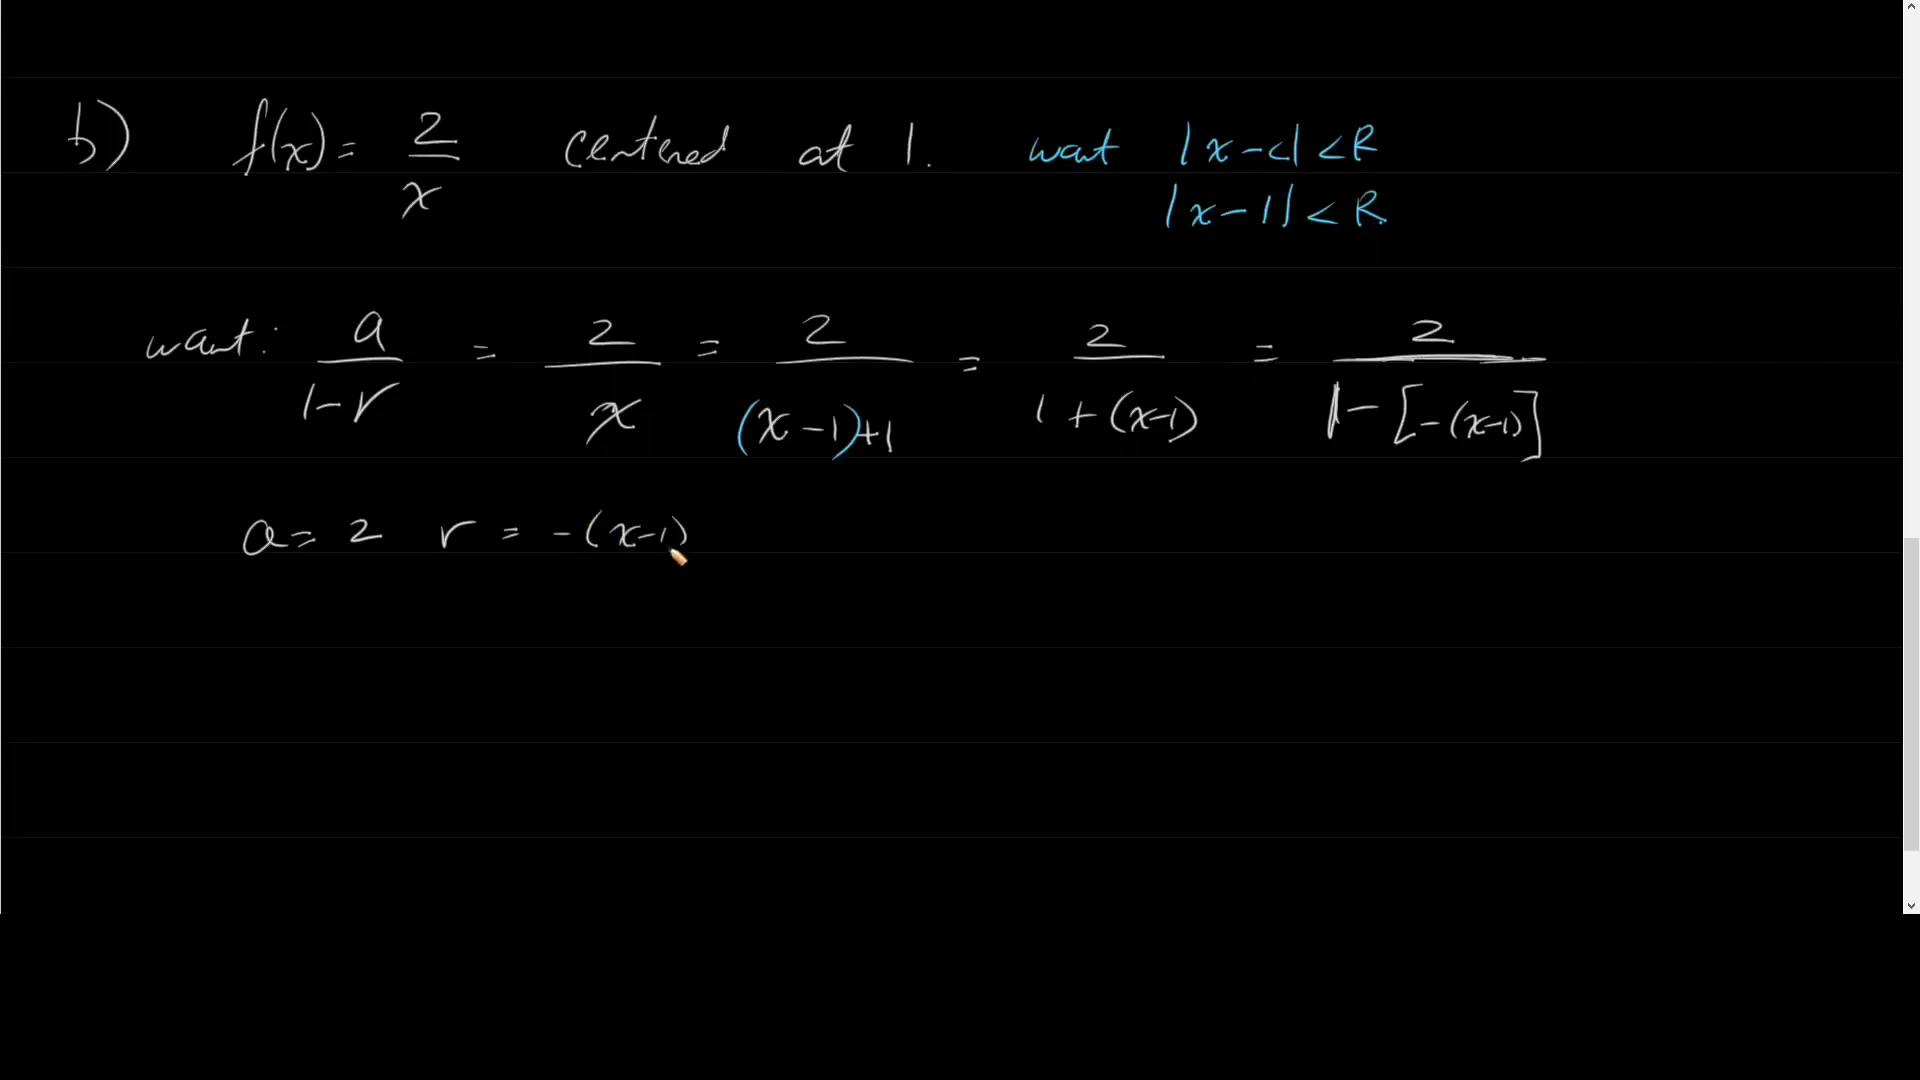 b) f(x) = 2/x centered at 1. want |x-c| < R
|x-1| < R
want: a/(1-r) = 2/x = 2/((x-1)+1) = 2/(1+(x-1)) = 2/(1-[-(x-1)])
a = 2 r = -(x-1)